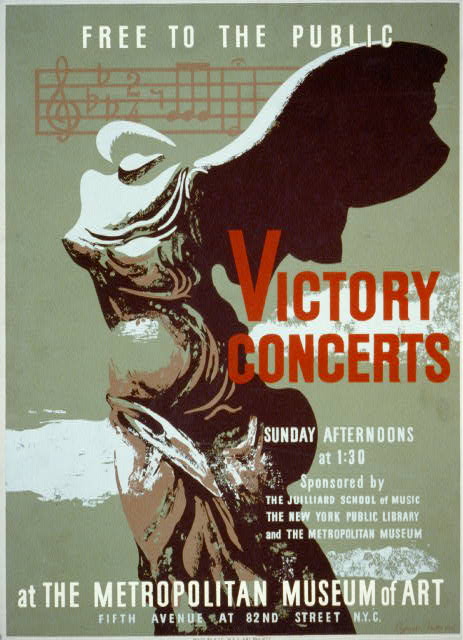 FREE TO THE PUBLIC
VICTORY
CONCERTS
SUNDAY AFTERNOONS
at 1:30
Sponsored by
THE JUILLIARD SCHOOL of MUSIC
THE NEW YORK PUBLIC LIBRARY
and THE METROPOLITAN MUSEUM
at THE METROPOLITAN MUSEUM of ART
FIFTH AVENUE AT 82ND STREET N.Y.C.